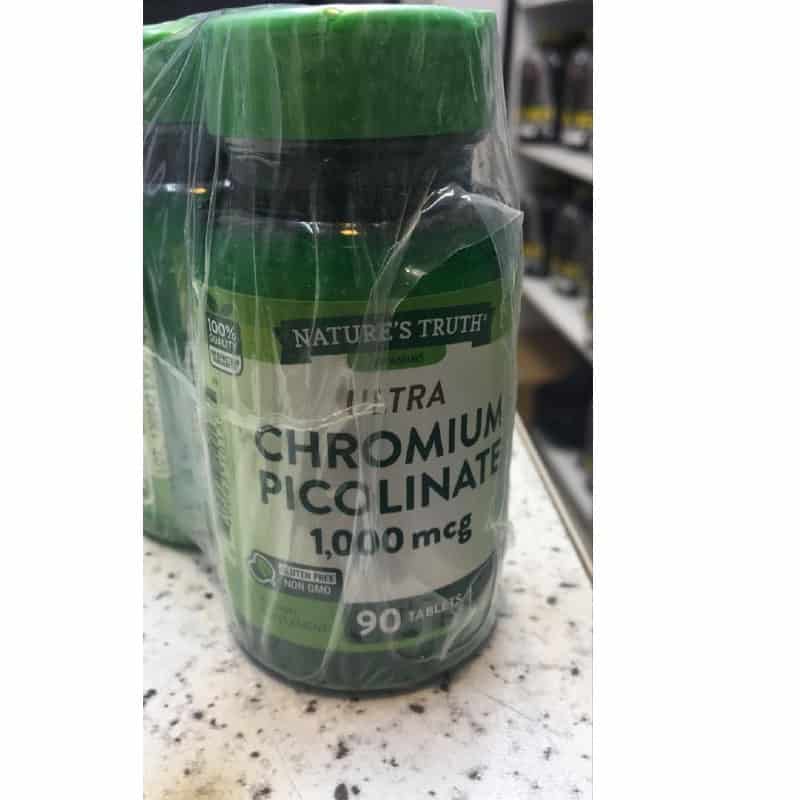 100%
QUALITY
NATURE'S TRUTH
ULTRA
CHROMIUM
PICOLINATE
1,000 mcg
GLUTEN FREE
NON GMO
90 TABLETS